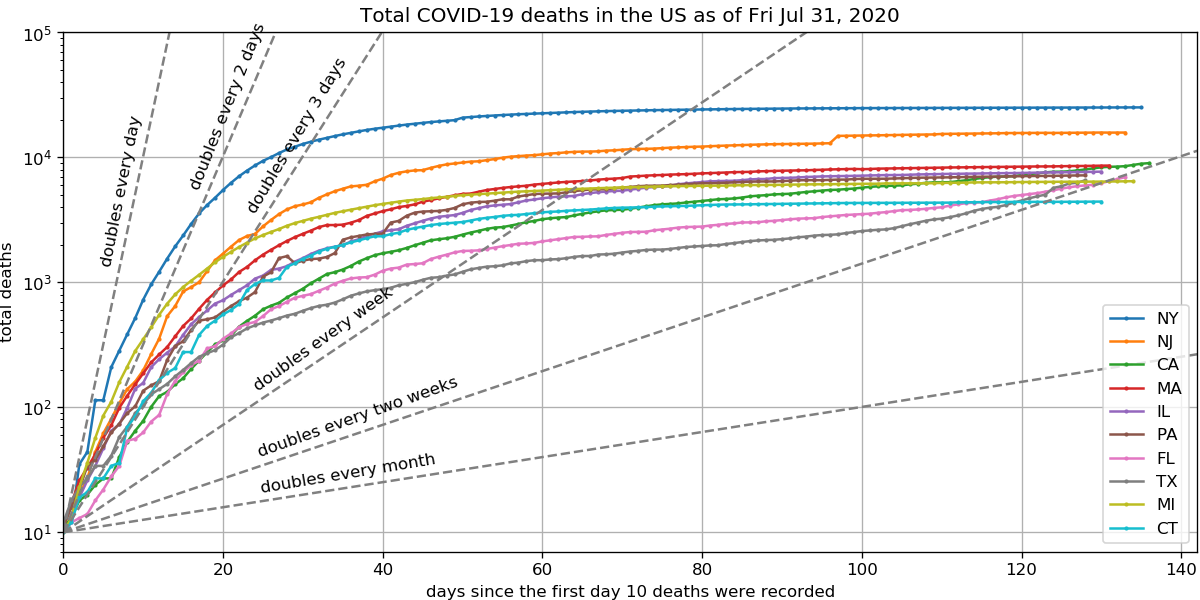 Total COVID-19 deaths in the US as of Fri Jul 31, 2020
total deaths
10^5
10^4
10^3
10^2
10^1
doubles every day
doubles every 2 days
doubles every 3 days
doubles every week
doubles every two weeks
doubles every month
NY
NJ
CA
MA
IL
PA
FL
TX
MI
CT
0 20 40 60 80 100 120 140
days since the first day 10 deaths were recorded